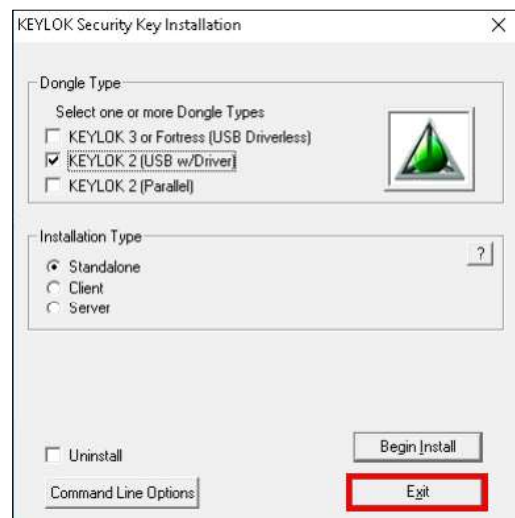 KEYLOK Security Key Installation
Dongle Type
Select one or more Dongle Types
KEYLOK 3 or Fortress (USB Driverless)
KEYLOK 2 (USB w/Driver)
KEYLOK 2 (Parallel)
Installation Type
?
Standalone
Client
Server
Uninstall
Begin Install
Command Line Options
Exit